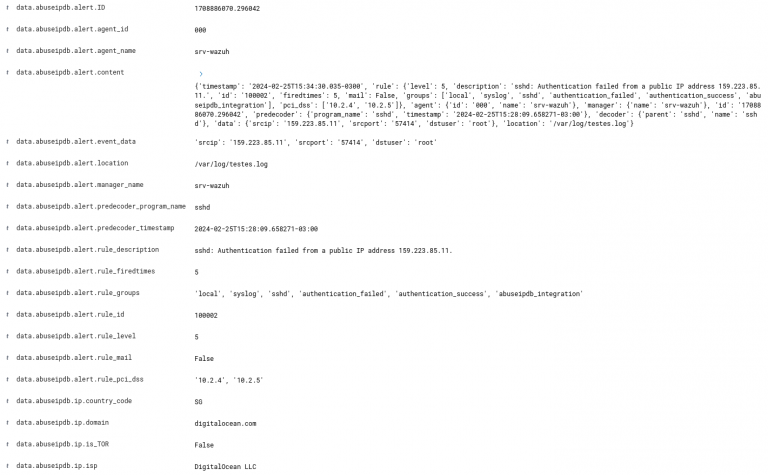 t data.abuseipdb.alert.ID 1708886070.296042
t data.abuseipdb.alert.agent_id 000
t data.abuseipdb.alert.agent_name srv-wazuh
t data.abuseipdb.alert.content
{'timestamp': '2024-02-25T15:34:30.035-0300', 'rule': {'level': 5, 'description': 'sshd: Authentication failed from a public IP address 159.223.85.
11.', 'id': '100002', 'firedtimes': 5, 'mail': False, 'groups': ['local', 'syslog', 'sshd', 'authentication_failed', 'authentication_success', 'abu
seipdb_integration'], 'pci_dss': ['10.2.4', '10.2.5']}, 'agent': {'id': '000', 'name': 'srv-wazuh'}, 'manager': {'name': 'srv-wazuh'}, 'id': '17088
86070.296042', 'predecoder': {'program_name': 'sshd', 'timestamp': '2024-02-25T15:28:09.658271-03:00'}, 'decoder': {'parent': 'sshd', 'name': 'ssh
d'}, 'data': {'srcip': '159.223.85.11', 'srcport': '57414', 'dstuser': 'root'}, 'location': '/var/log/testes.log'}
t data.abuseipdb.alert.event_data 'srcip': '159.223.85.11', 'srcport': '57414', 'dstuser': 'root'
t data.abuseipdb.alert.location /var/log/testes.log
t data.abuseipdb.alert.manager_name srv-wazuh
t data.abuseipdb.alert.predecoder_program_name sshd
t data.abuseipdb.alert.predecoder_timestamp 2024-02-25T15:28:09.658271-03:00
t data.abuseipdb.alert.rule_description sshd: Authentication failed from a public IP address 159.223.85.11.
t data.abuseipdb.alert.rule_firedtimes 5
t data.abuseipdb.alert.rule_groups 'local', 'syslog', 'sshd', 'authentication_failed', 'authentication_success', 'abuseipdb_integration'
t data.abuseipdb.alert.rule_id 100002
t data.abuseipdb.alert.rule_level 5
t data.abuseipdb.alert.rule_mail False
t data.abuseipdb.alert.rule_pci_dss '10.2.4', '10.2.5'
t data.abuseipdb.ip.country_code SG
t data.abuseipdb.ip.domain digitalocean.com
t data.abuseipdb.ip.is_TOR False
t data.abuseipdb.ip.isp DigitalOcean LLC